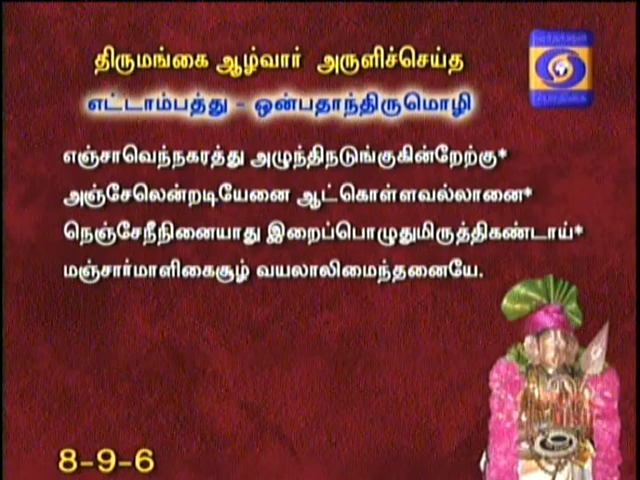 திருமங்கை ஆழ்வார் அருளிச்செய்த
எட்டாம்பத்து - ஒன்பதாந்திருமொழி
எஞ்சாவெந்நகரத்து அழுந்திநடுங்குகின்றேற்கு*
அஞ்சேலென்றடியேனை ஆட்கொள்ளவல்லானை*
நெஞ்சேநீநினையாது இறைப்பொழுதுமிருத்திகண்டாய்*
மஞ்சார்மாளிகைசூழ் வயலாலிமைந்தனையே.
8-9-6